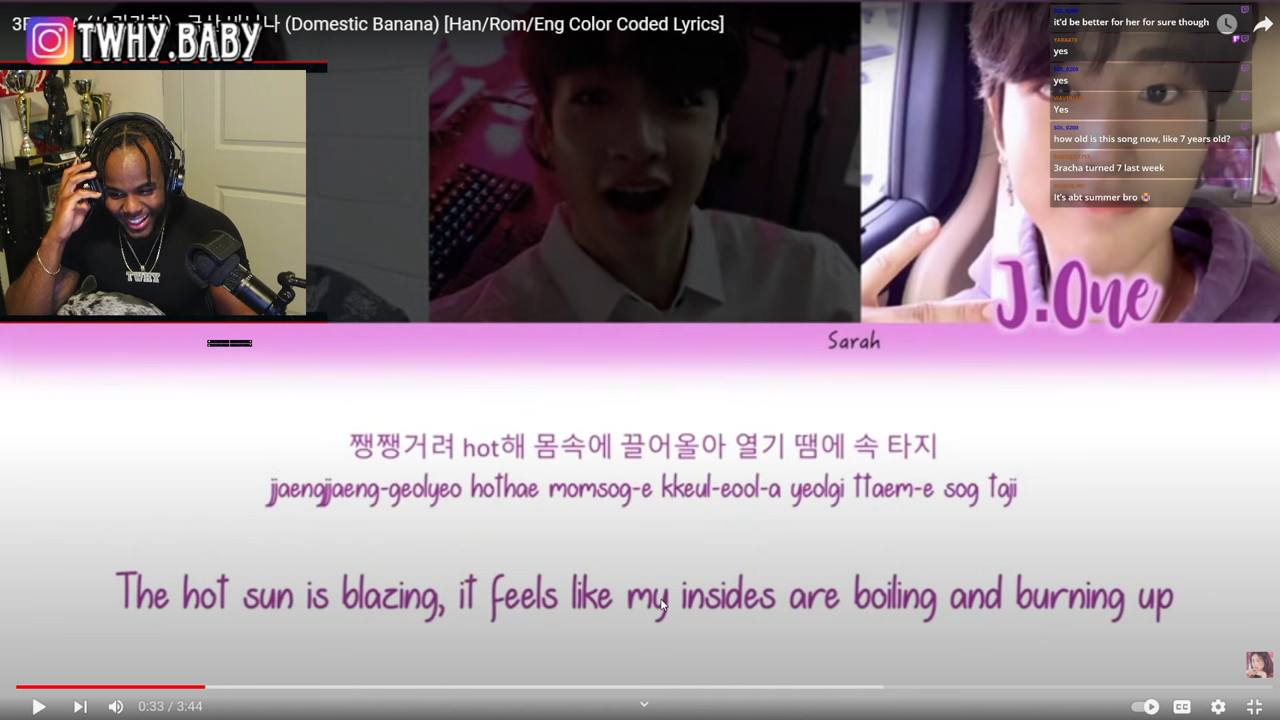 (Domestic Banana) [Han/Rom/Eng Color Coded Lyrics]
TWHY.BABY
it'd be better for her for sure though
yes
yes
Yes
how old is this song now, like 7 years old?
3racha turned 7 last week
It's abt summer bro
TWHY
J.One
Sarah
쨍쨍거려 hot해 몸속에 끌어올아 열기 땜에 속 타지
jjaengjjaeng-geolyeo hothae momsog-e kkeul-eool-a yeolgi ttaem-e sog taji
The hot sun is blazing, it feels like my insides are boiling and burning up
0:33 / 3:44
CC